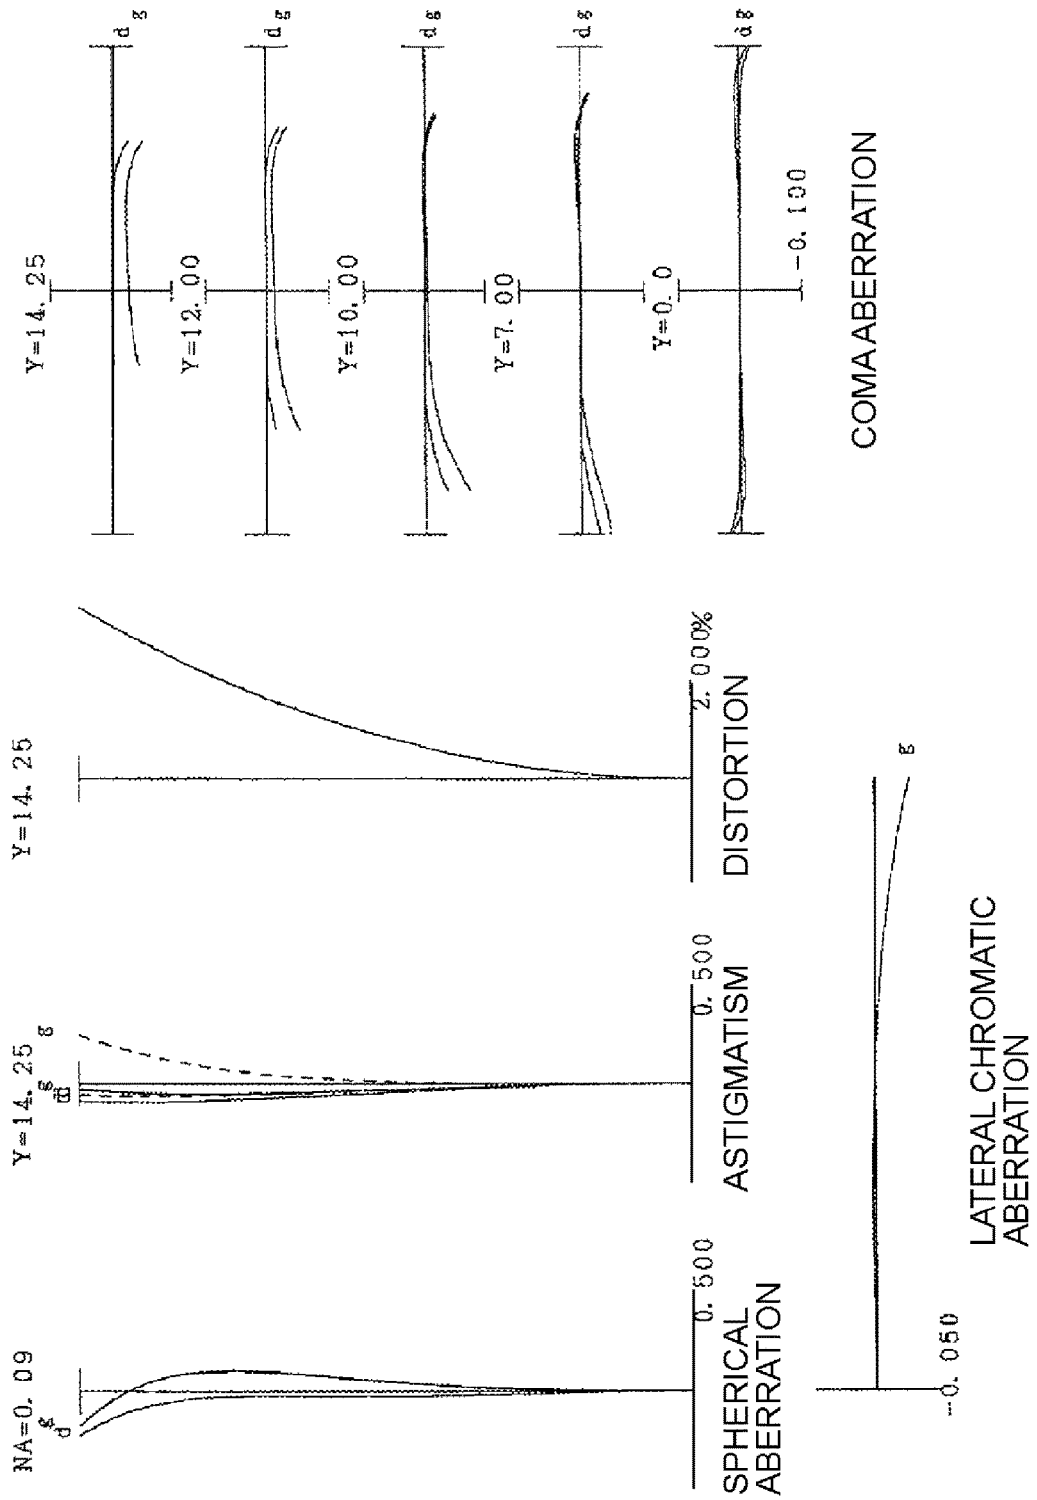 NA=0. 09
g
d
0. 500
SPHERICAL
ABERRATION
Y=14. 25
g
g
d
0. 500
ASTIGMATISM
Y=14. 25
2. 000%
DISTORTION
Y=14. 25
d g
Y=12. 00
d g
Y=10. 00
d g
Y=7. 00
d g
Y=0. 0
d g
-0. 100
COMA ABERRATION
g
-0. 050
LATERAL CHROMATIC
ABERRATION